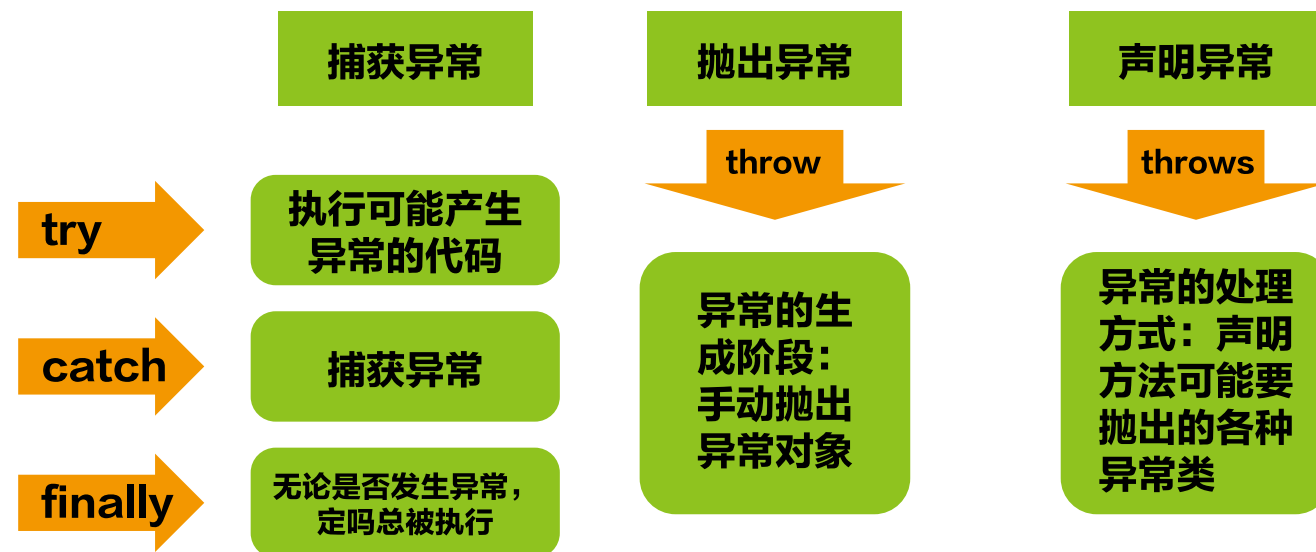 捕获异常
抛出异常
声明异常
throw
throws
try
执行可能产生
异常的代码
catch
捕获异常
finally
无论是否发生异常，
定吗总被执行
异常的生
成阶段：
手动抛出
异常对象
异常的处理
方式：声明
方法可能要
抛出的各种
异常类